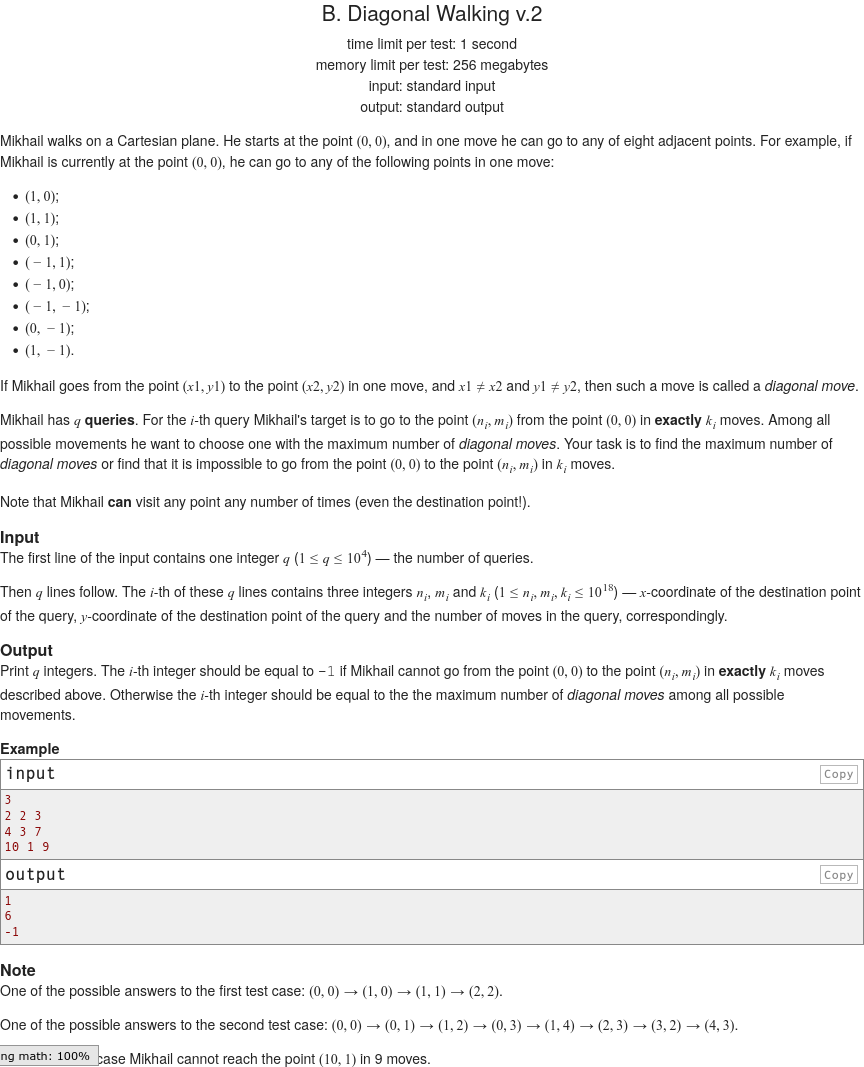 B. Diagonal Walking v.2
time limit per test: 1 second
memory limit per test: 256 megabytes
input: standard input
output: standard output
Mikhail walks on a Cartesian plane. He starts at the point (0, 0), and in one move he can go to any of eight adjacent points. For example, if
Mikhail is currently at the point (0, 0), he can go to any of the following points in one move:
• (1, 0);
• (1, 1);
• (0, 1);
• ( − 1, 1);
• ( − 1, 0);
• ( − 1, − 1);
• (0, − 1);
• (1, − 1).
If Mikhail goes from the point (x1, y1) to the point (x2, y2) in one move, and x1 ≠ x2 and y1 ≠ y2, then such a move is called a diagonal move.
Mikhail has q queries. For the i-th query Mikhail's target is to go to the point (n_i, m_i) from the point (0, 0) in exactly k_i moves. Among all
possible movements he want to choose one with the maximum number of diagonal moves. Your task is to find the maximum number of
diagonal moves or find that it is impossible to go from the point (0, 0) to the point (n_i, m_i) in k_i moves.
Note that Mikhail can visit any point any number of times (even the destination point!).
Input
The first line of the input contains one integer q (1 ≤ q ≤ 10^4) — the number of queries.
Then q lines follow. The i-th of these q lines contains three integers n_i, m_i and k_i (1 ≤ n_i, m_i, k_i ≤ 10^18) — x-coordinate of the destination point
of the query, y-coordinate of the destination point of the query and the number of moves in the query, correspondingly.
Output
Print q integers. The i-th integer should be equal to −1 if Mikhail cannot go from the point (0, 0) to the point (n_i, m_i) in exactly k_i moves
described above. Otherwise the i-th integer should be equal to the the maximum number of diagonal moves among all possible
movements.
Example
input Copy
3
2 2 3
4 3 7
10 1 9
output Copy
1
6
-1
Note
One of the possible answers to the first test case: (0, 0) → (1, 0) → (1, 1) → (2, 2).
One of the possible answers to the second test case: (0, 0) → (0, 1) → (1, 2) → (0, 3) → (1, 4) → (2, 3) → (3, 2) → (4, 3).
ng math: 100% case Mikhail cannot reach the point (10, 1) in 9 moves.